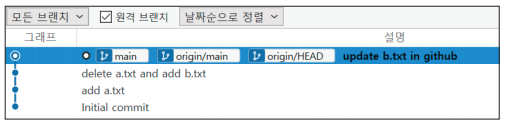 모든 브랜치 원격 브랜치 날짜순으로 정렬
그래프 설명
main origin/main origin/HEAD update b.txt in github
delete a.txt and add b.txt
add a.txt
Initial commit